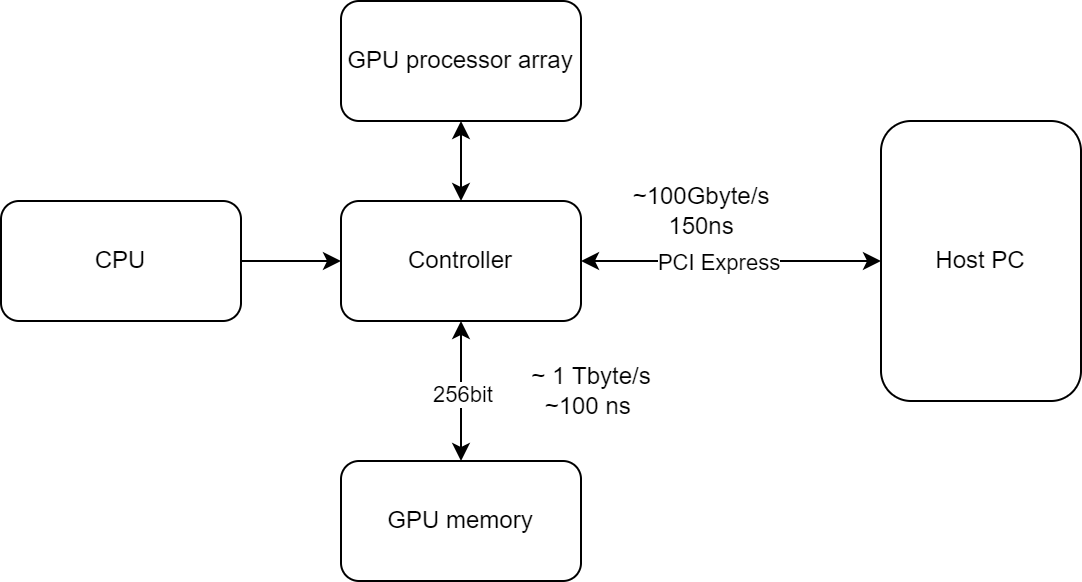 GPU processor array
~100Gbyte/s
150ns
CPU
Controller
PCI Express
Host PC
256bit
~ 1 Tbyte/s
~100 ns
GPU memory